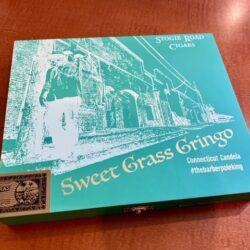 Stogie Road
Cigars
Sweet Grass Gringo
Connecticut Candela
#thebarberpoleking